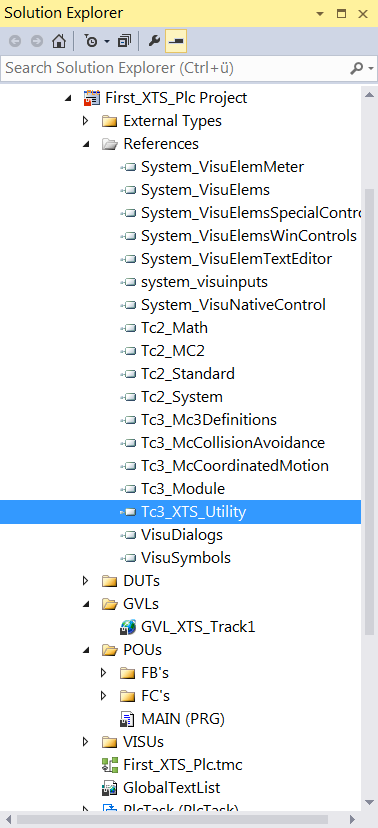 Solution Explorer
Search Solution Explorer (Ctrl+ü)
First_XTS_Plc Project
External Types
References
System_VisuElemMeter
System_VisuElems
System_VisuElemsSpecialContro
System_VisuElemsWinControls
System_VisuElemTextEditor
system_visuinputs
System_VisuNativeControl
Tc2_Math
Tc2_MC2
Tc2_Standard
Tc2_System
Tc3_Mc3Definitions
Tc3_McCollisionAvoidance
Tc3_McCoordinatedMotion
Tc3_Module
Tc3_XTS_Utility
VisuDialogs
VisuSymbols
DUTs
GVLs
GVL_XTS_Track1
POUs
FB's
FC's
MAIN (PRG)
VISUs
First_XTS_Plc.tmc
GlobalTextList
PlcTask (PlcTask)